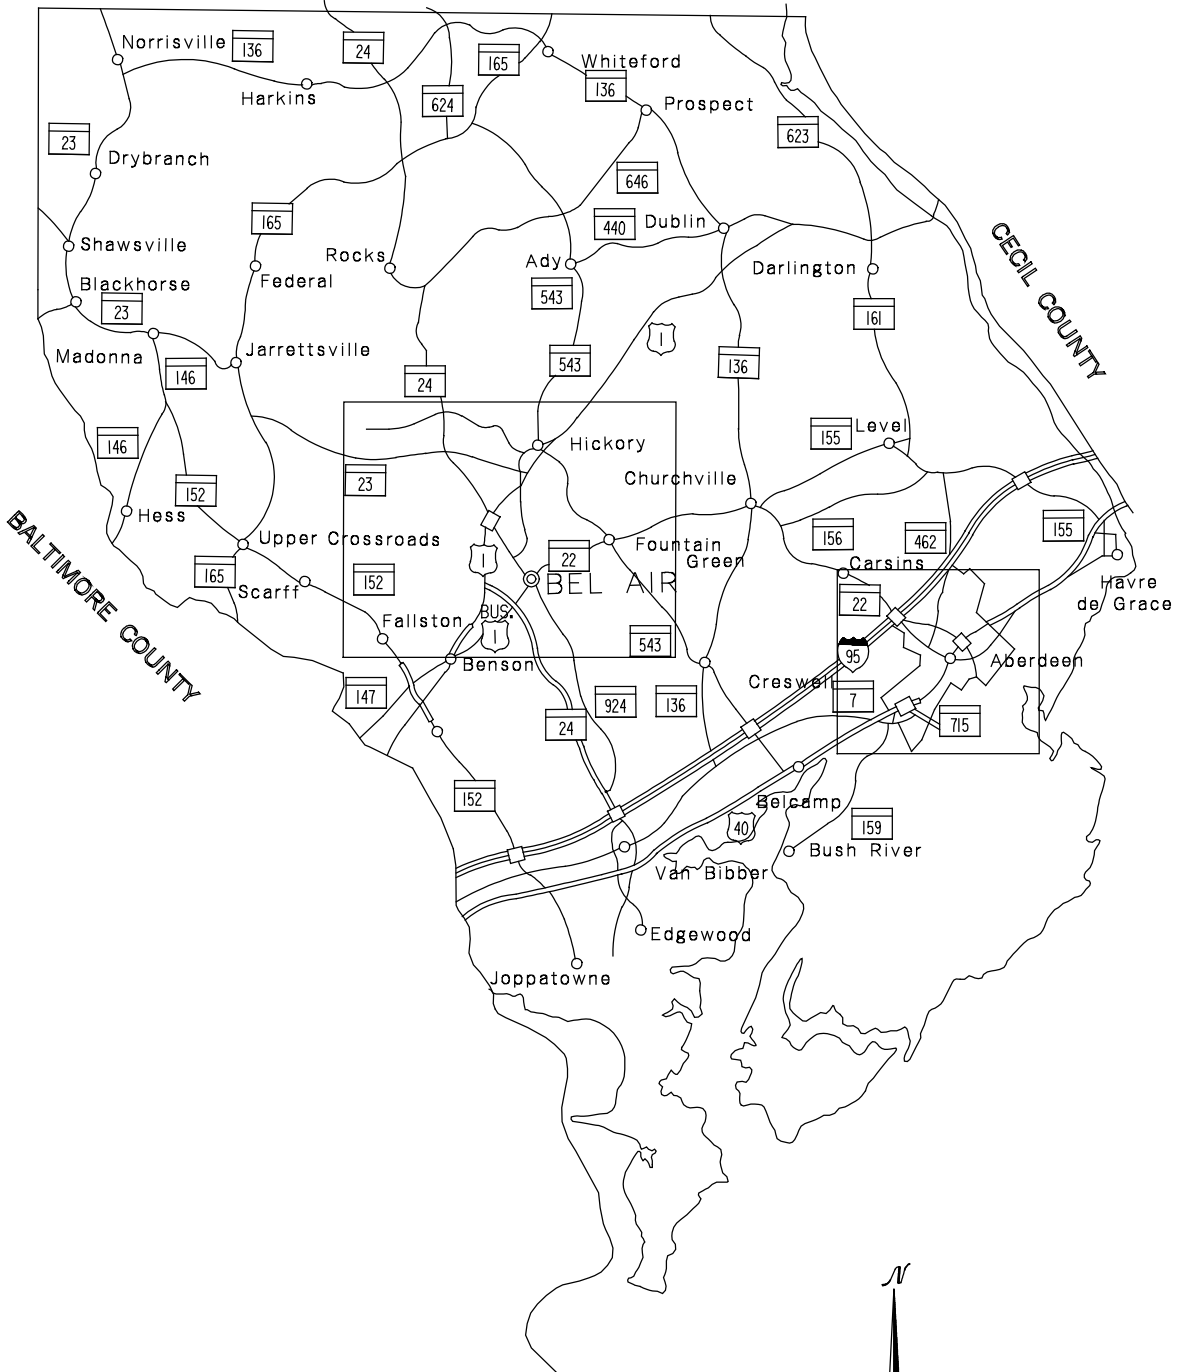 Norrisville
136
24
165
Whiteford
136
Harkins
624
Prospect
623
23
Drybranch
646
165
440
Dublin
Shawsville
Rocks
Ady
Darlington
Federal
CECIL COUNTY
Blackhorse
23
543
161
1
Madonna
Jarrettsville
146
543
136
24
146
155
Level
Hickory
23
Churchville
152
Hess
155
156
462
Upper Crossroads
Fountain
Green
22
1
BALTIMORE COUNTY
165
Scarff
152
BEL AIR
Carsins
Havre
de Grace
22
BUS.
1
Fallston
543
95
Benson
Aberdeen
Creswell
147
924
136
7
24
715
152
Belcamp
40
159
Bush River
Van Bibber
Edgewood
Joppatowne
N